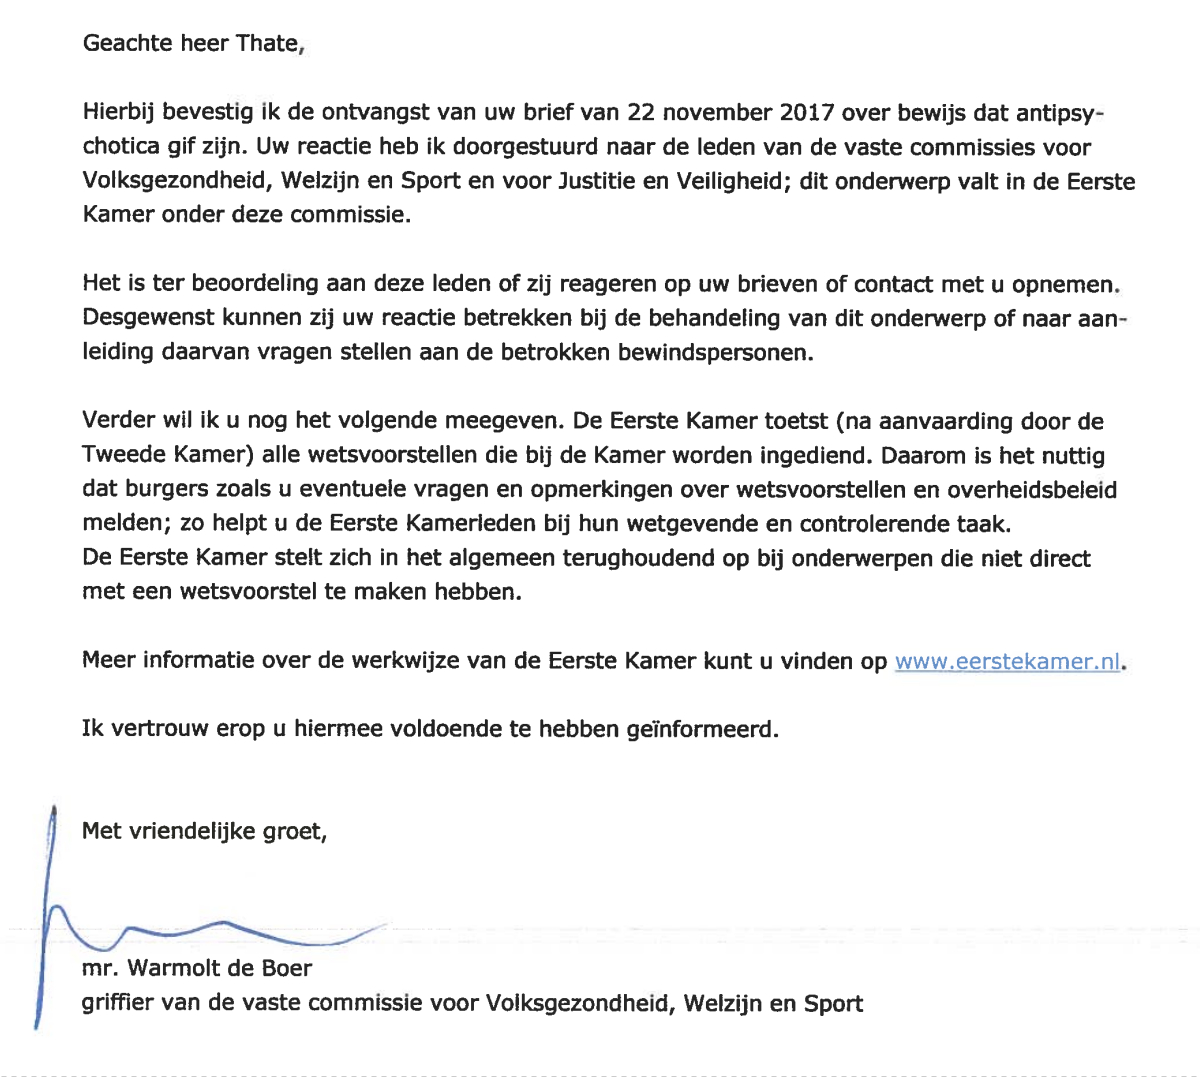 Geachte heer Thate,
Hierbij bevestig ik de ontvangst van uw brief van 22 november 2017 over bewijs dat antipsy-
chotica gif zijn. Uw reactie heb ik doorgestuurd naar de leden van de vaste commissies voor
Volksgezondheid, Welzijn en Sport en voor Justitie en Veiligheid; dit onderwerp valt in de Eerste
Kamer onder deze commissie.
Het is ter beoordeling aan deze leden of zij reageren op uw brieven of contact met u opnemen.
Desgewenst kunnen zij uw reactie betrekken bij de behandeling van dit onderwerp of naar aan-
leiding daarvan vragen stellen aan de betrokken bewindspersonen.
Verder wil ik u nog het volgende meegeven. De Eerste Kamer toetst (na aanvaarding door de
Tweede Kamer) alle wetsvoorstellen die bij de Kamer worden ingediend. Daarom is het nuttig
dat burgers zoals u eventuele vragen en opmerkingen over wetsvoorstellen en overheidsbeleid
melden; zo helpt u de Eerste Kamerleden bij hun wetgevende en controlerende taak.
De Eerste Kamer stelt zich in het algemeen terughoudend op bij onderwerpen die niet direct
met een wetsvoorstel te maken hebben.
Meer informatie over de werkwijze van de Eerste Kamer kunt u vinden op www.eerstekamer.nl.
Ik vertrouw erop u hiermee voldoende te hebben geïnformeerd.
Met vriendelijke groet,
mr. Warmolt de Boer
griffier van de vaste commissie voor Volksgezondheid, Welzijn en Sport